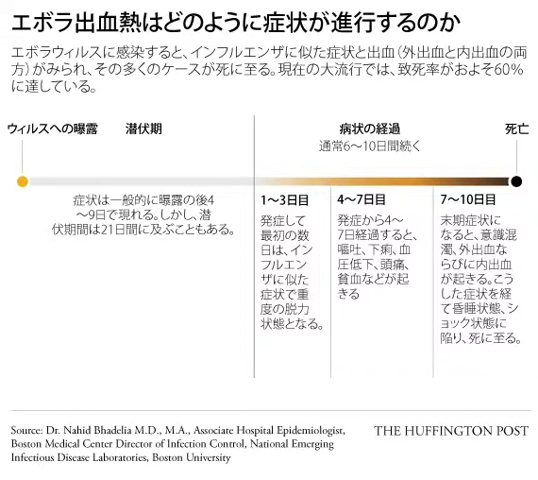 エボラ出血熱はどのように症状が進行するのか
エボラウィルスに感染すると、インフルエンザに似た症状と出血（外出血と内出血の両
方）がみられ、その多くのケースが死に至る。現在の大流行では、致死率がおよそ60%
に達している。
ウィルスへの曝露
潜伏期
病状の経過
通常6〜10日間続く
死亡
症状は一般的に曝露の後4
〜9日で現れる。しかし、潜
伏期間は21日間に及ぶこともある。
1〜3日目
発症して
最初の数
日は、イン
フルエン
ザに似た
症状で重
度の脱力
状態となる。
4〜7日目
発症から4〜
7日経過すると、
嘔吐、下痢、血
圧低下、頭痛、
貧血などが起
きる
7〜10日目
末期症状に
なると、意識混
濁、外出血な
らびに内出血
が起きる。こう
した症状を経
て昏睡状態、シ
ョック状態に
陥り、死に至る。
Source: Dr. Nahid Bhadelia M.D., M.A., Associate Hospital Epidemiologist,
Boston Medical Center Director of Infection Control, National Emerging
Infectious Disease Laboratories, Boston University
THE HUFFINGTON POST